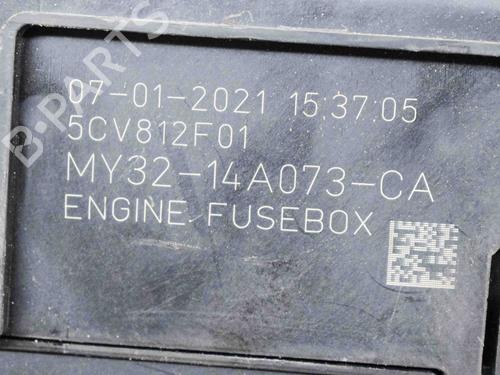 B-PARTS
07-01-2021 15:37:05
5CV812F01
MY32-14A073-CA
ENGINE FUSEBOX